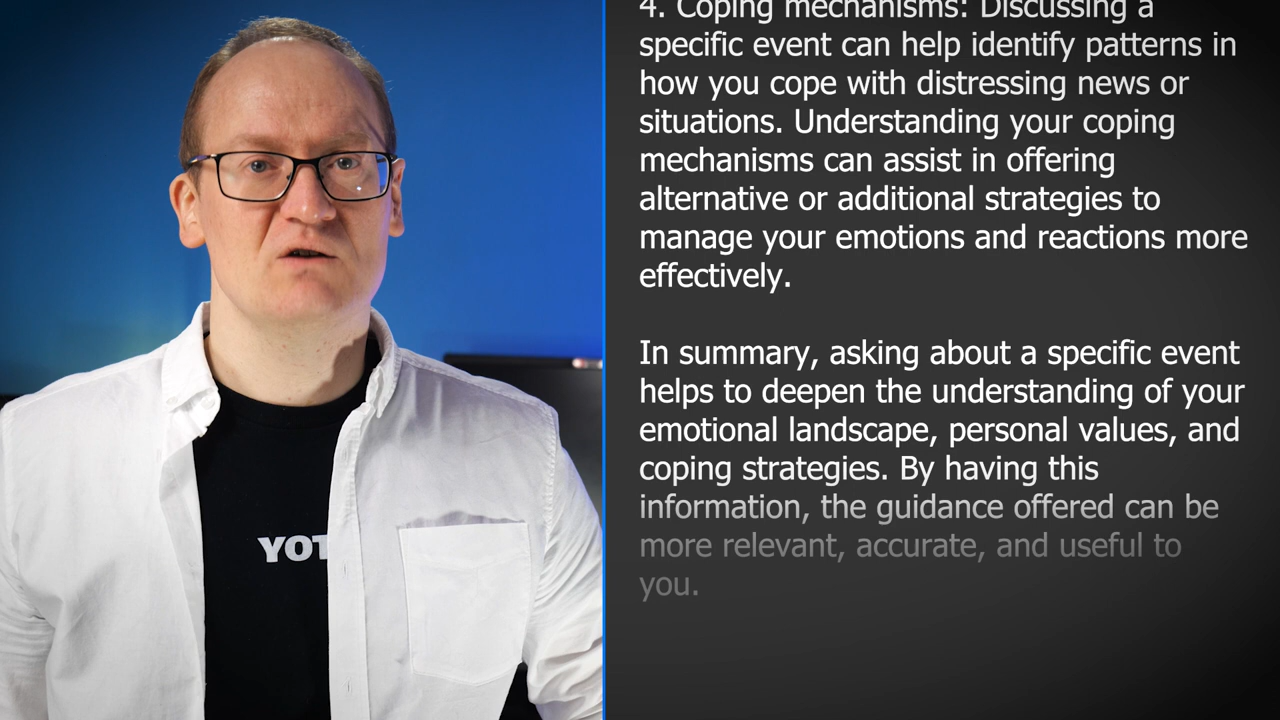 4. Coping mechanisms: Discussing a
specific event can help identify patterns in
how you cope with distressing news or
situations. Understanding your coping
mechanisms can assist in offering
alternative or additional strategies to
manage your emotions and reactions more
effectively.
In summary, asking about a specific event
helps to deepen the understanding of your
emotional landscape, personal values, and
coping strategies. By having this
information, the guidance offered can be
more relevant, accurate, and useful to
you.